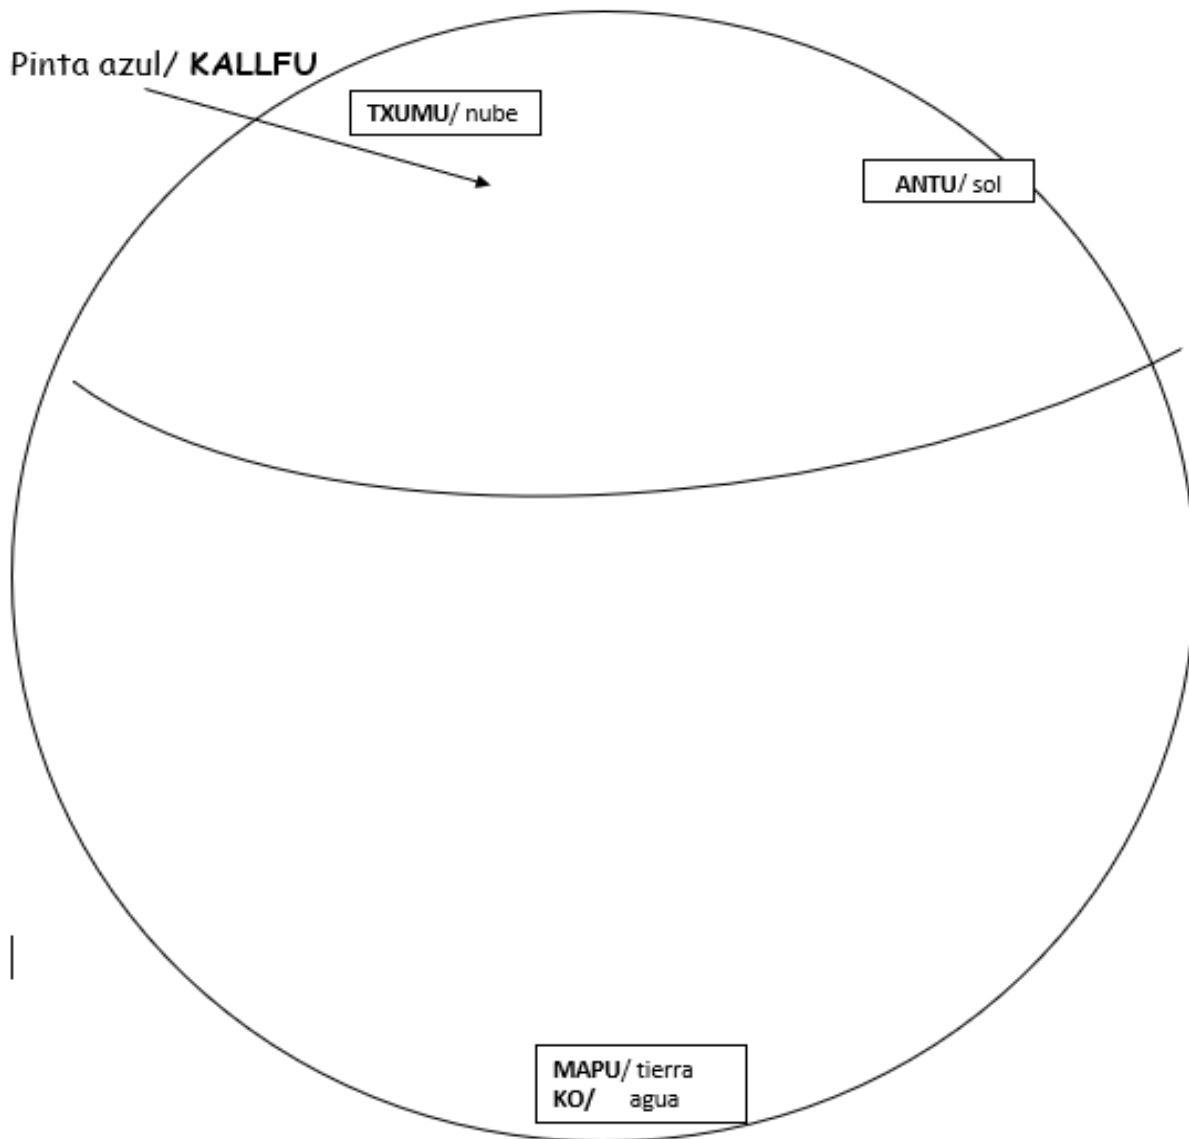 Pinta azul/ KALLFU
TXUMU/ nube
ANTU/ sol
MAPU/ tierra
KO/ agua